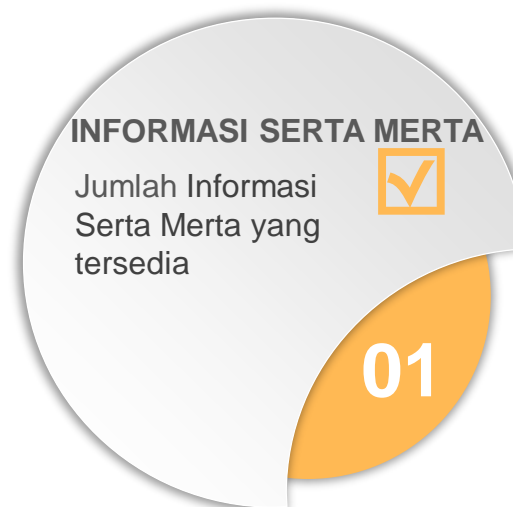 INFORMASI SERTA MERTA
Jumlah Informasi
Serta Merta yang
tersedia
01